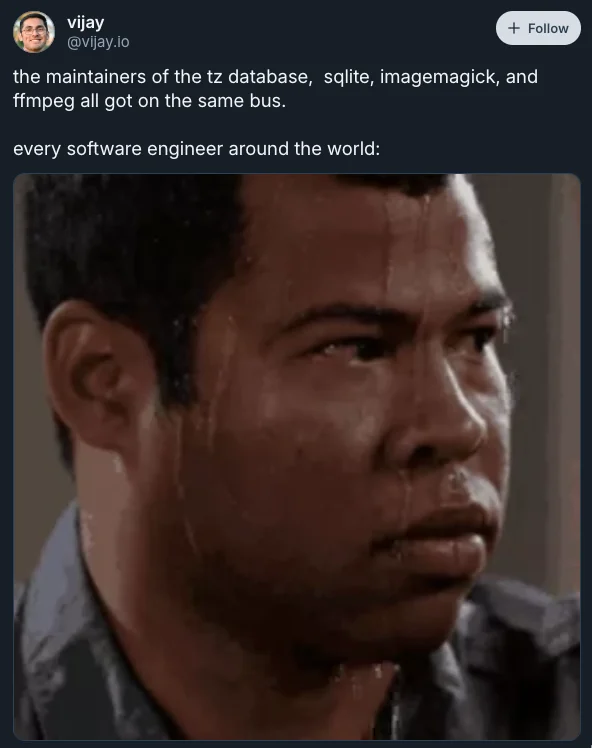 vijay
@vijay.io
+ Follow
the maintainers of the tz database,  sqlite, imagemagick, and
ffmpeg all got on the same bus.
every software engineer around the world: